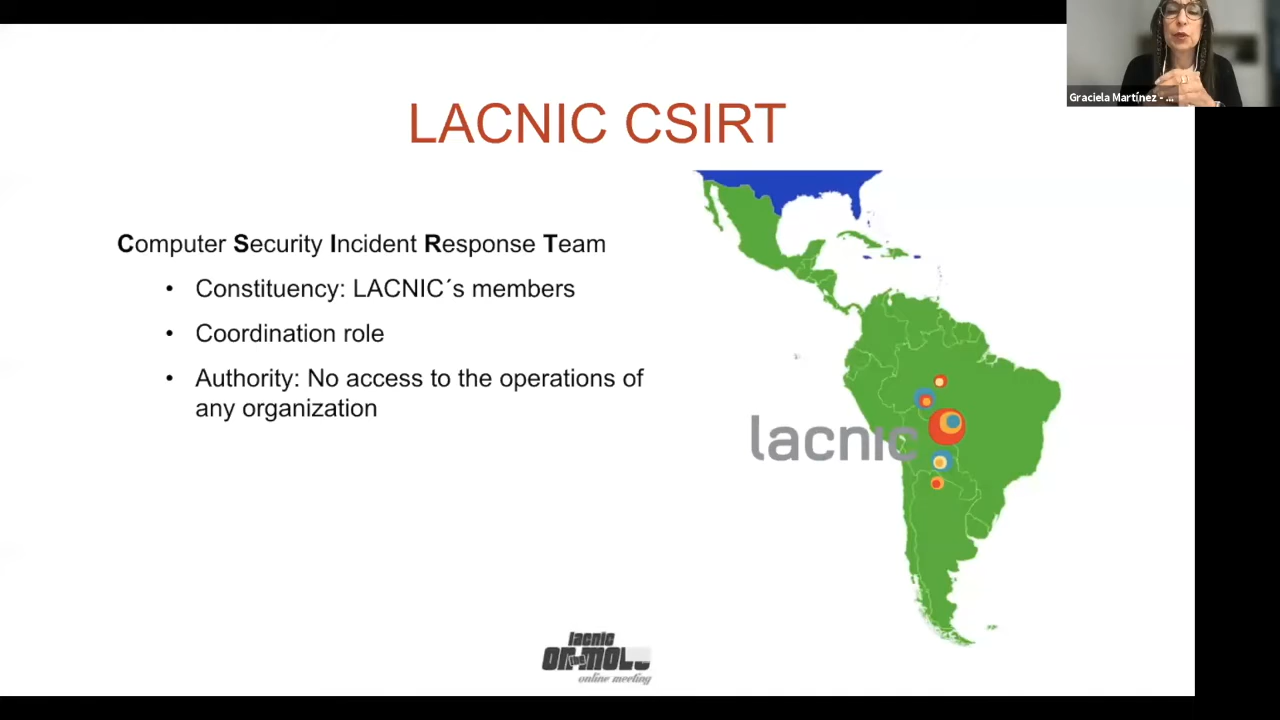 Graciela Martínez - ...
LACNIC CSIRT
Computer Security Incident Response Team
• Constituency: LACNIC´s members
• Coordination role
• Authority: No access to the operations of
any organization
lacnic
lacnic
online meeting